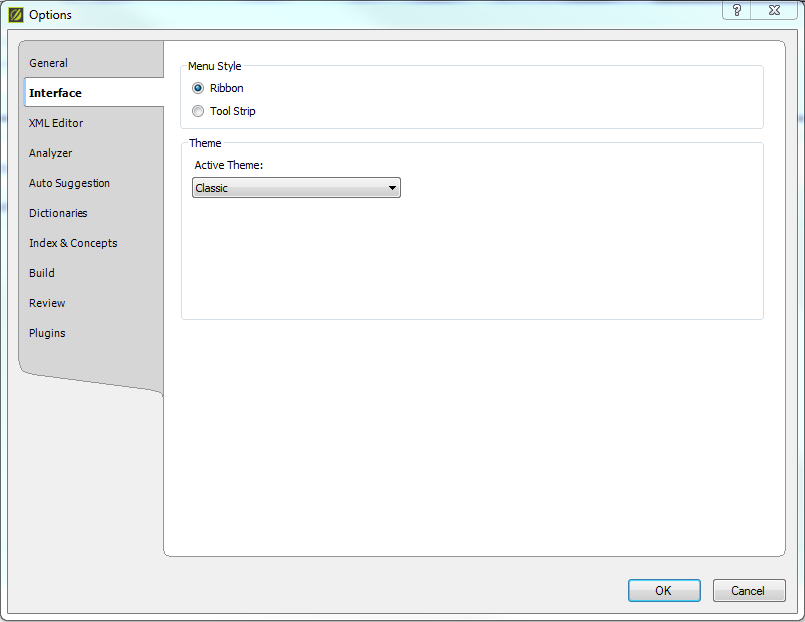 Options
General
Interface
XML Editor
Analyzer
Auto Suggestion
Dictionaries
Index & Concepts
Build
Review
Plugins
Menu Style
Ribbon
Tool Strip
Theme
Active Theme:
Classic
OK
Cancel